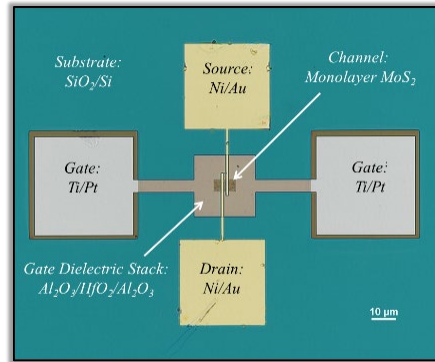 Substrate:
SiO₂/Si
Source:
Ni/Au
Channel:
Monolayer MoS₂
Gate:
Ti/Pt
Gate:
Ti/Pt
Gate Dielectric Stack:
Al₂O₃/HfO₂/Al₂O₃
Drain:
Ni/Au
10 µm